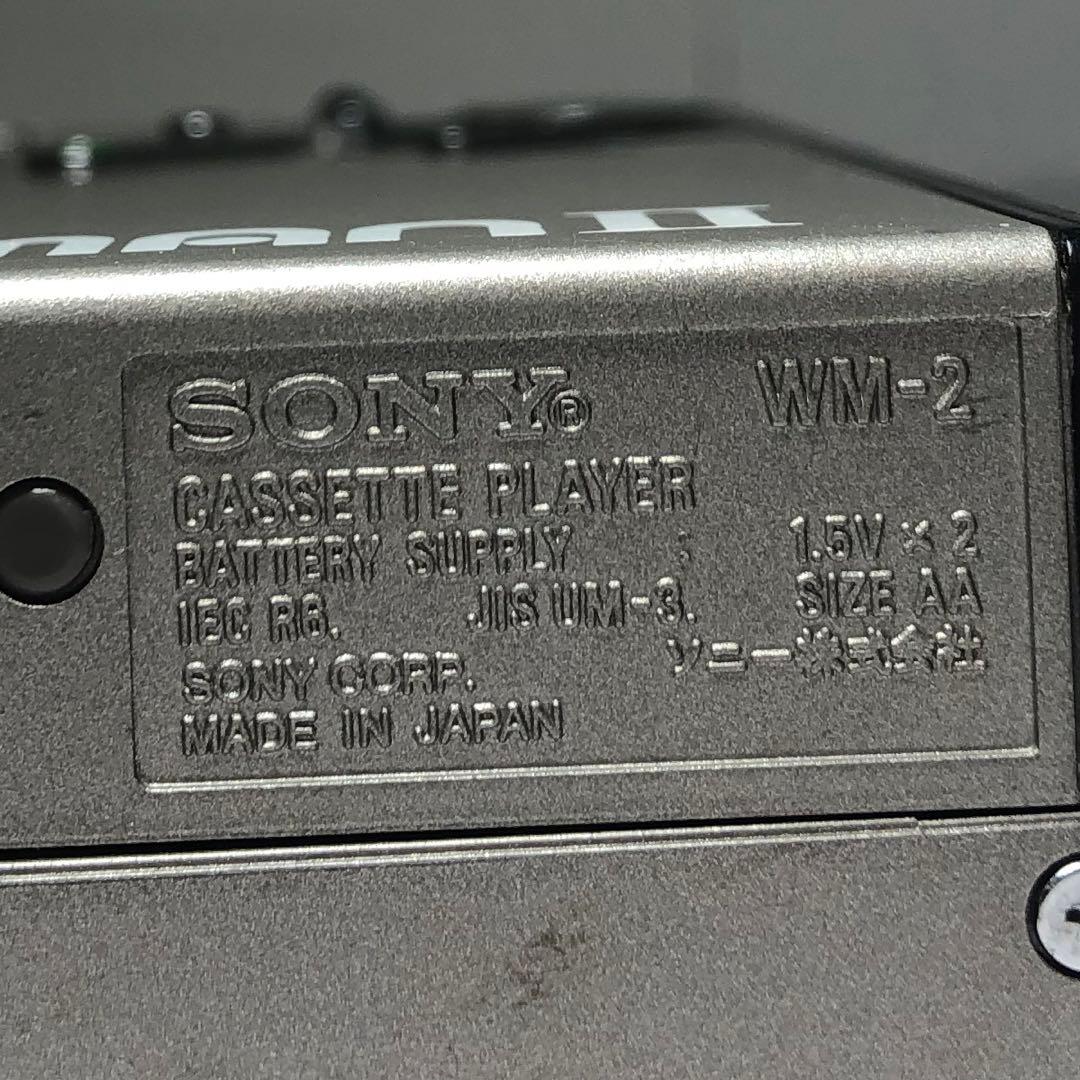 man II
SONY® WM-2
CASSETTE PLAYER
BATTERY SUPPLY : 1.5V × 2
IEC R6. JIS UM-3. SIZE AA
SONY CORP. ソニー株式会社
MADE IN JAPAN